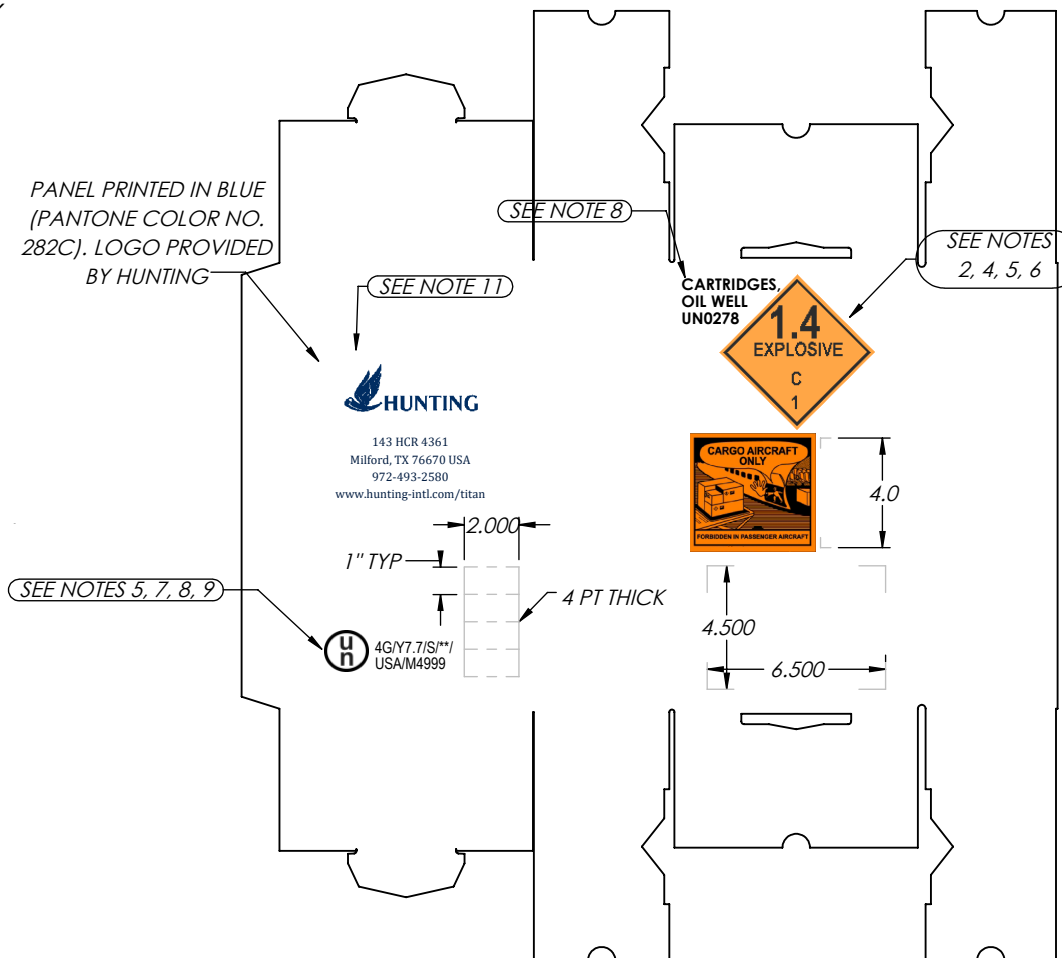 PANEL PRINTED IN BLUE
(PANTONE COLOR NO.
282C). LOGO PROVIDED
BY HUNTING
SEE NOTE 11
HUNTING
143 HCR 4361
Milford, TX 76670 USA
972-493-2580
www.hunting-intl.com/titan
2.000
1" TYP
4 PT THICK
SEE NOTES 5, 7, 8, 9
un
4G/Y7.7/S/**/
USA/M4999
SEE NOTE 8
CARTRIDGES,
OIL WELL
UN0278
SEE NOTES
2, 4, 5, 6
1.4
EXPLOSIVE
C
1
CARGO AIRCRAFT
ONLY
FORBIDDEN IN PASSENGER AIRCRAFT
4.0
4.500
6.500